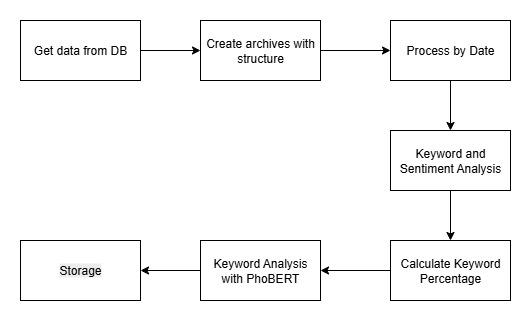 Get data from DB
Create archives with
structure
Process by Date
Keyword and
Sentiment Analysis
Calculate Keyword
Percentage
Keyword Analysis
with PhoBERT
Storage